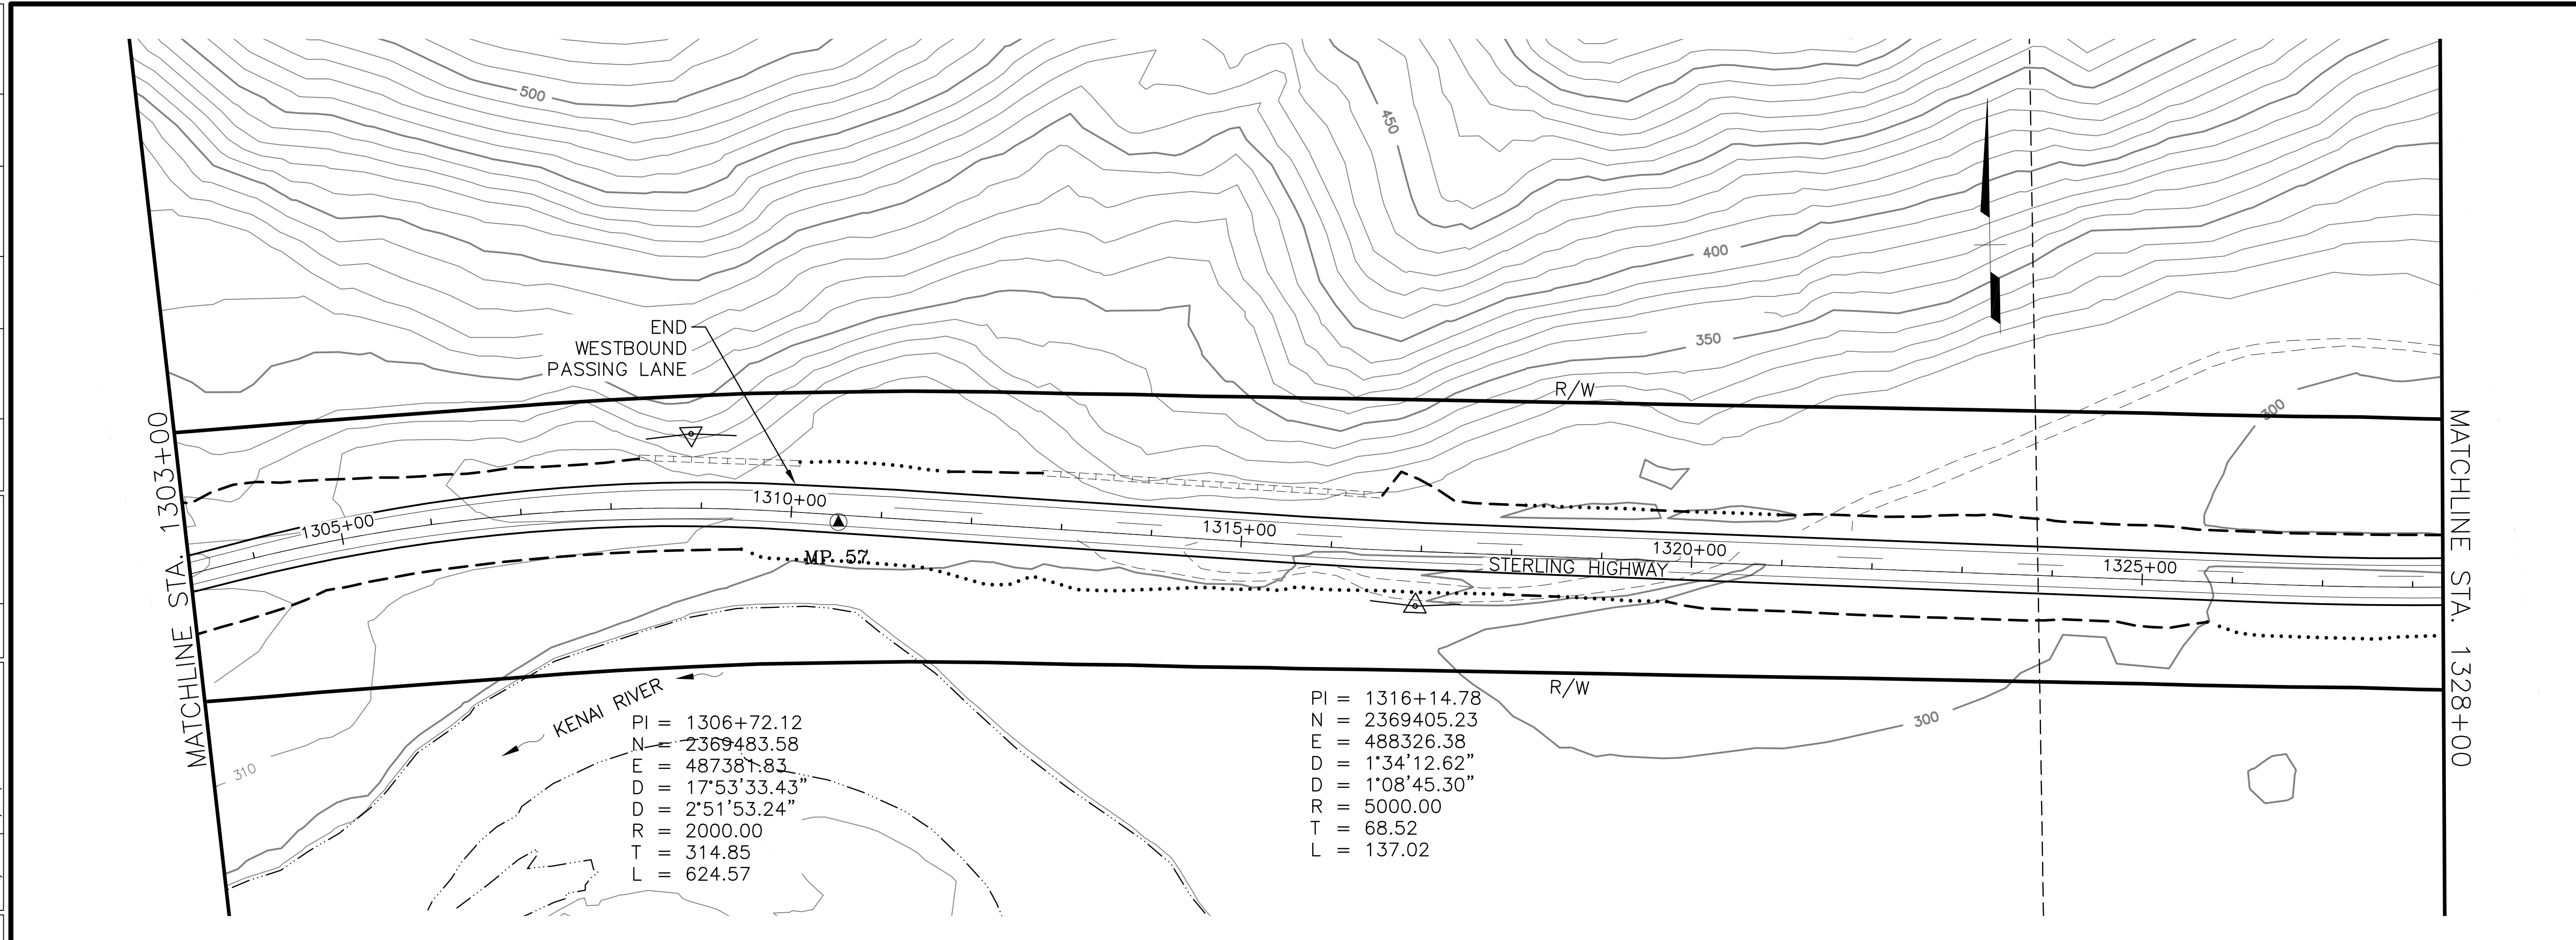 500
450
400
350
END
WESTBOUND
PASSING LANE
R/W
300
MATCHLINE STA. 1303+00
1305+00
1310+00
1315+00
1320+00
1325+00
MP 57
STERLING HIGHWAY
MATCHLINE STA. 1328+00
R/W
300
310
KENAI RIVER
PI = 1306+72.12
N = 2369483.58
E = 487381.83
D = 17°53'33.43"
D = 2°51'53.24"
R = 2000.00
T = 314.85
L = 624.57
PI = 1316+14.78
N = 2369405.23
E = 488326.38
D = 1°34'12.62"
D = 1°08'45.30"
R = 5000.00
T = 68.52
L = 137.02